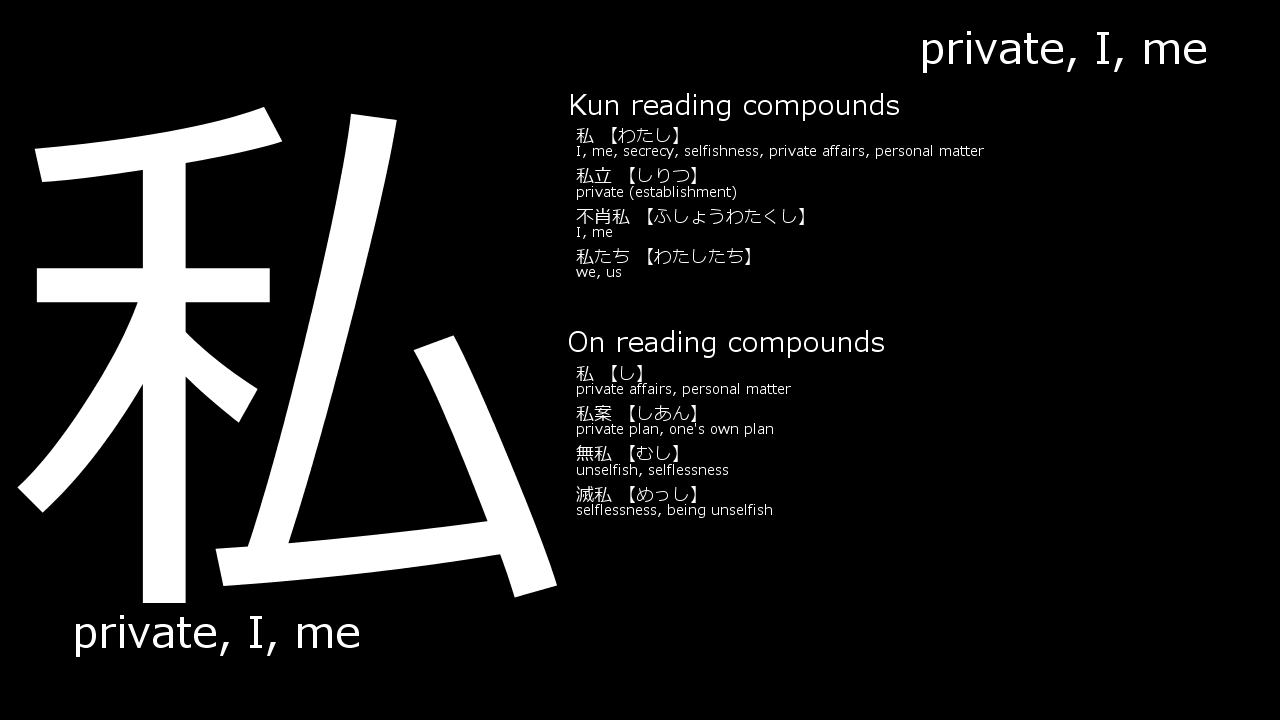 private, I, me
私
Kun reading compounds
私 【わたし】
I, me, secrecy, selfishness, private affairs, personal matter
私立 【しりつ】
private (establishment)
不肖私 【ふしょうわたくし】
I, me
私たち 【わたしたち】
we, us
On reading compounds
私 【し】
private affairs, personal matter
私案 【しあん】
private plan, one's own plan
無私 【むし】
unselfish, selflessness
滅私 【めっし】
selflessness, being unselfish
private, I, me